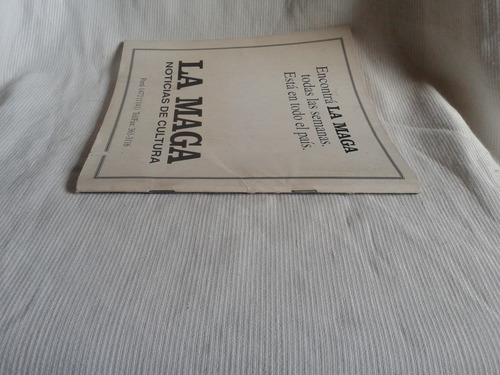 Encontrá LA MAGA
todas las semanas.
Está en todo el país.
LA MAGA
NOTICIAS DE CULTURA